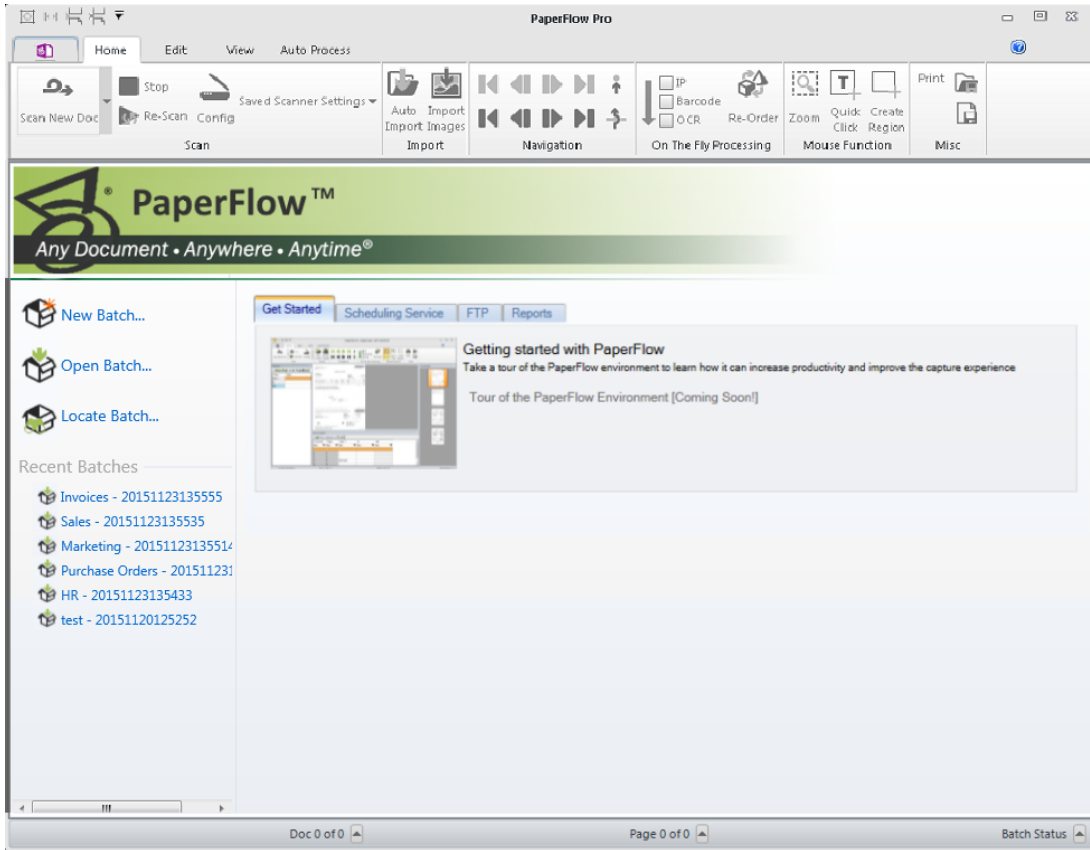 PaperFlow Pro
Home Edit View Auto Process
Scan New Doc Stop Re-Scan Config Saved Scanner Settings
Auto Import Import Images
IP
Barcode
OCR
Re-Order
Zoom Quick Click Create Region
Print
Scan Import Navigation On The Fly Processing Mouse Function Misc
PaperFlow™
Any Document • Anywhere • Anytime®
New Batch...
Open Batch...
Locate Batch...
Recent Batches
Invoices - 20151123135555
Sales - 20151123135535
Marketing - 20151123135514
Purchase Orders - 201511231
HR - 20151123135433
test - 20151120125252
Get Started Scheduling Service FTP Reports
Getting started with PaperFlow
Take a tour of the PaperFlow environment to learn how it can increase productivity and improve the capture experience
Tour of the PaperFlow Environment [Coming Soon!]
Doc 0 of 0 Page 0 of 0 Batch Status